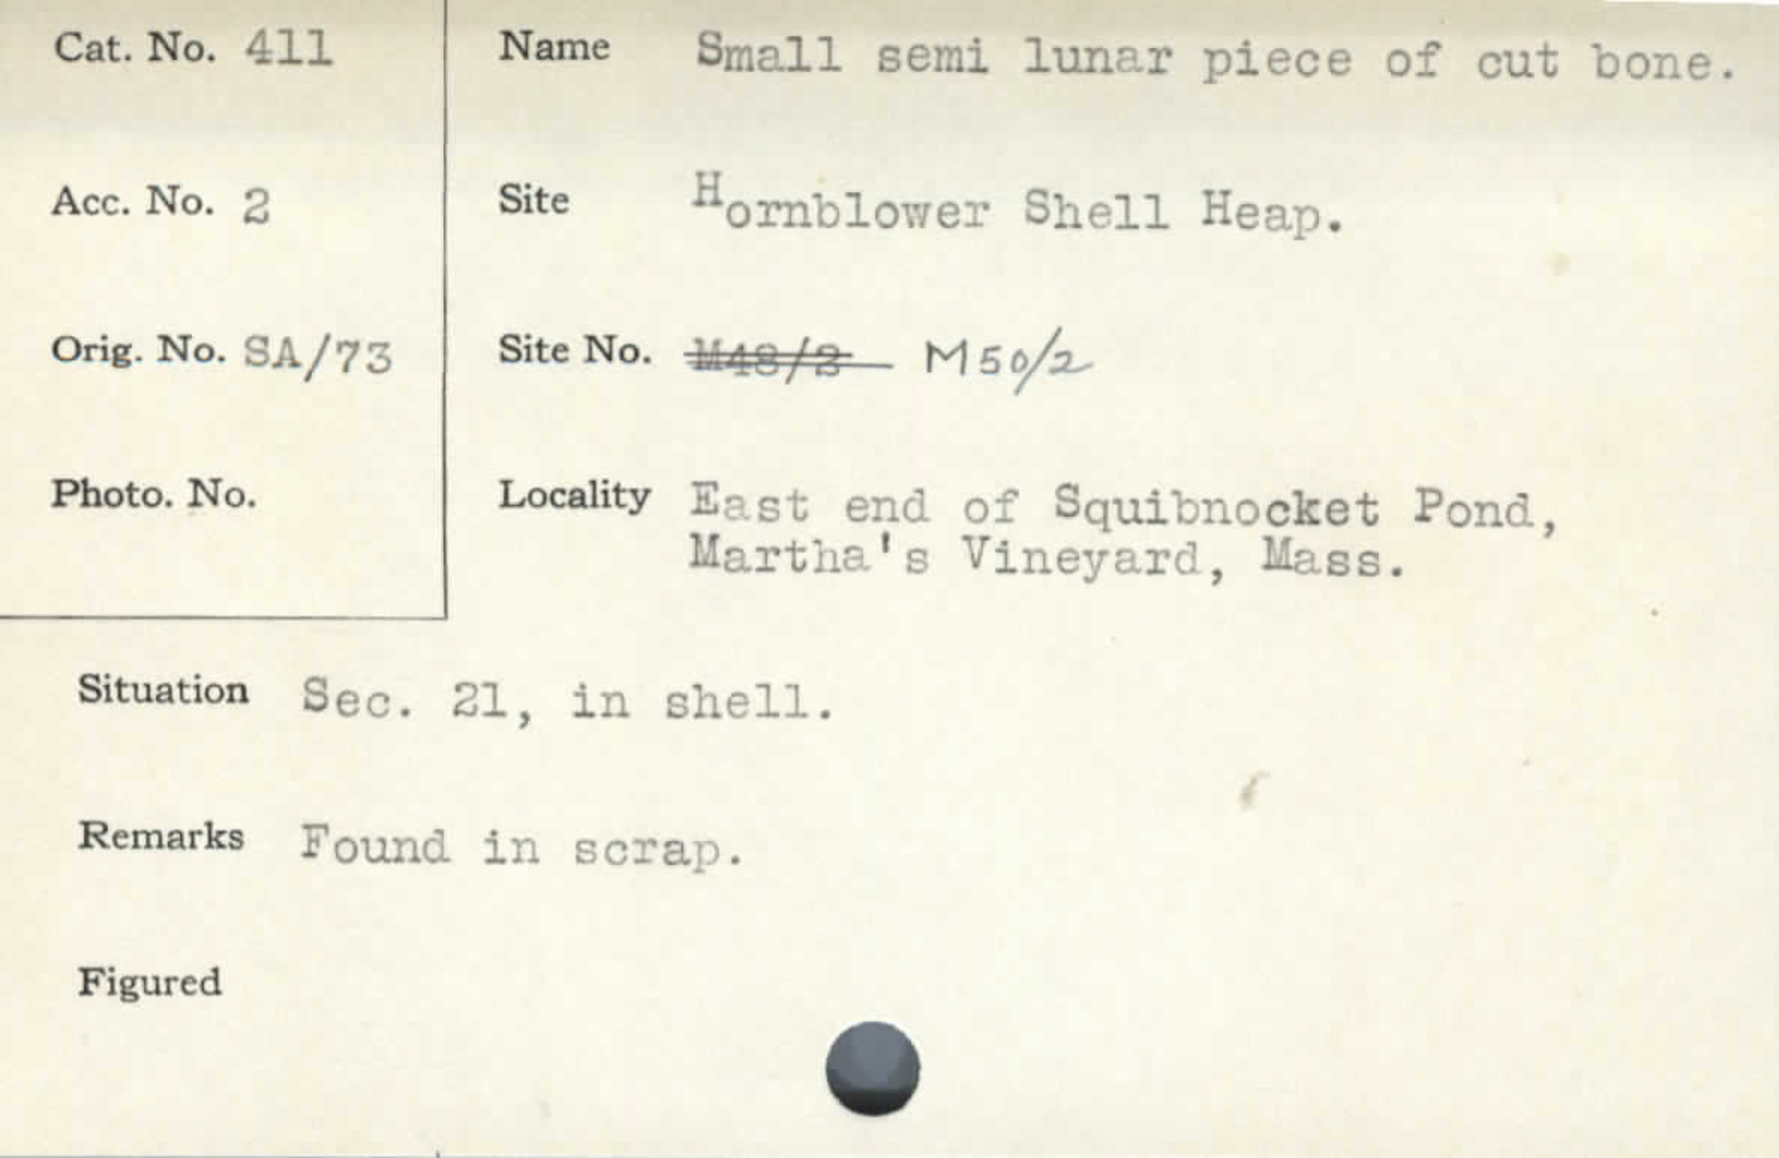 Cat. No. 411
Name Small semi lunar piece of cut bone.
Acc. No. 2
Site Hornblower Shell Heap.
Orig. No. SA/73
Site No. M48/2 M50/2
Photo. No.
Locality East end of Squibnocket Pond,
Martha's Vineyard, Mass.
Situation Sec. 21, in shell.
Remarks Found in scrap.
Figured